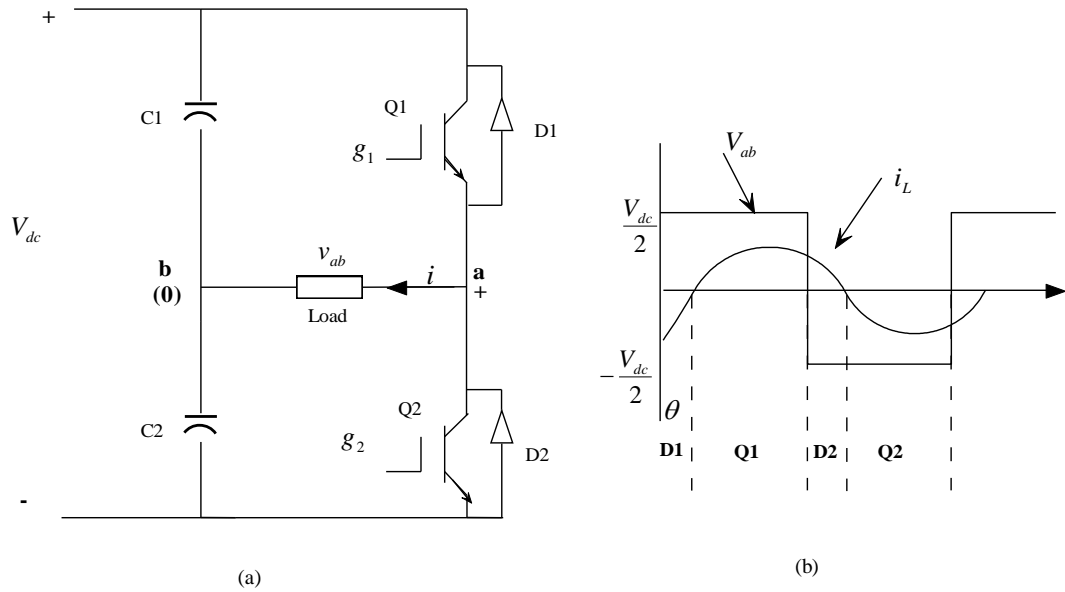 +
C1
Q1
g1
D1
Vdc
b
(0)
vab
i
a
+
Load
C2
Q2
g2
D2
-
(a)
Vab
iL
Vdc
2
-Vdc
2
θ
D1
Q1
D2
Q2
(b)